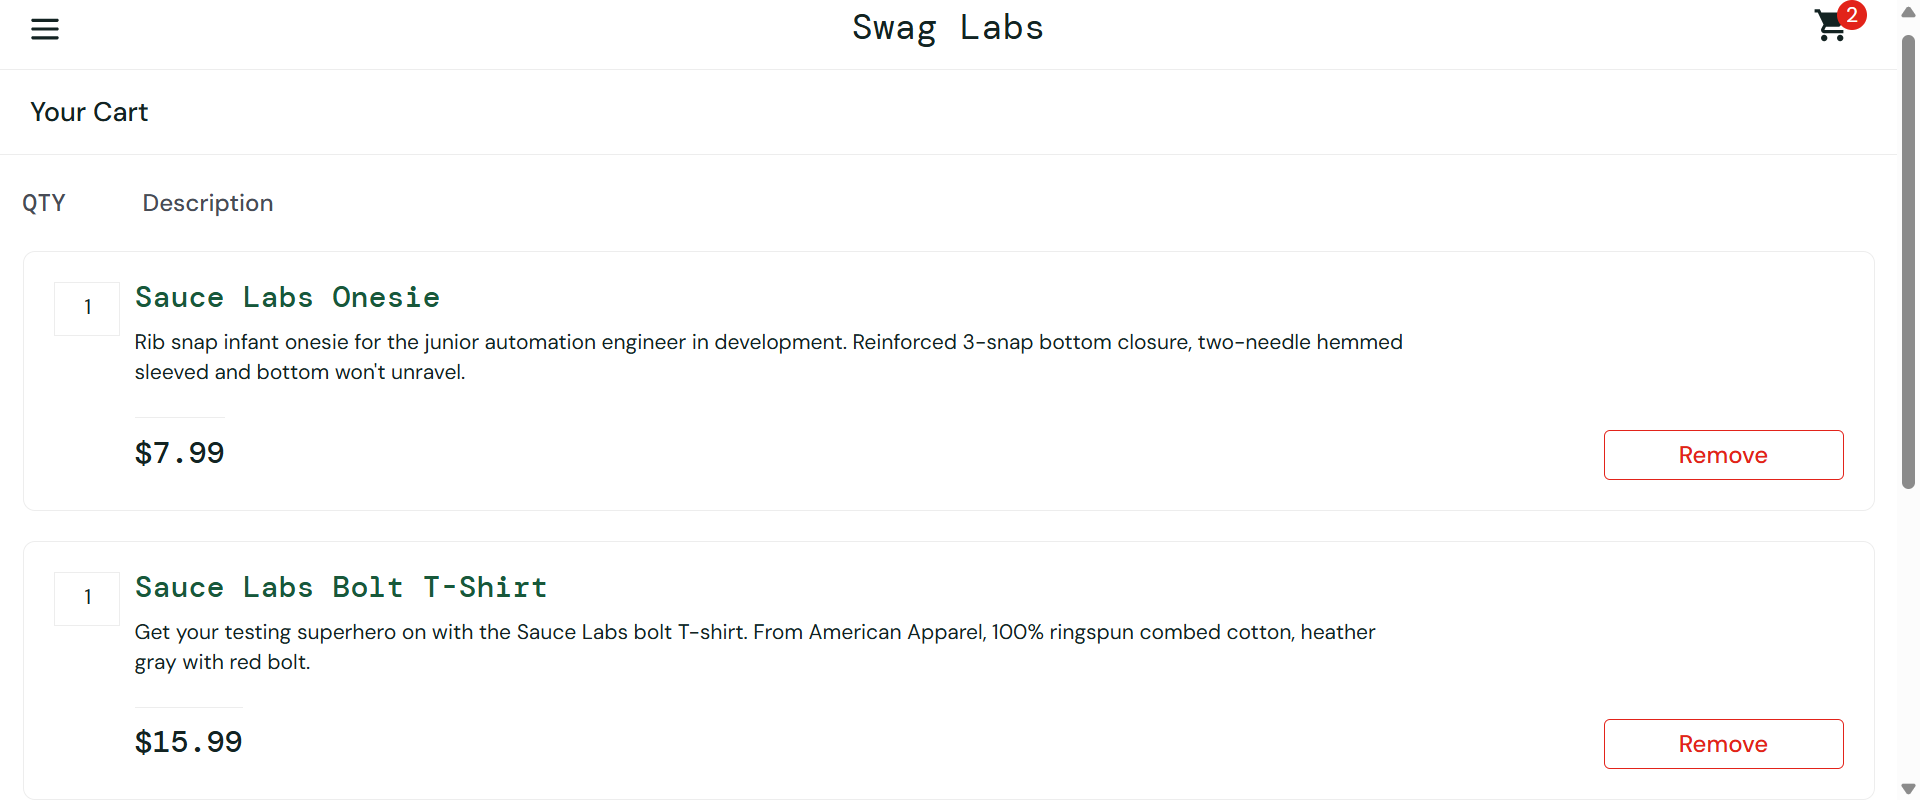 Swag Labs
2
Your Cart
QTY Description
1
Sauce Labs Onesie
Rib snap infant onesie for the junior automation engineer in development. Reinforced 3-snap bottom closure, two-needle hemmed
sleeved and bottom won't unravel.
$7.99
Remove
1
Sauce Labs Bolt T-Shirt
Get your testing superhero on with the Sauce Labs bolt T-shirt. From American Apparel, 100% ringspun combed cotton, heather
gray with red bolt.
$15.99
Remove